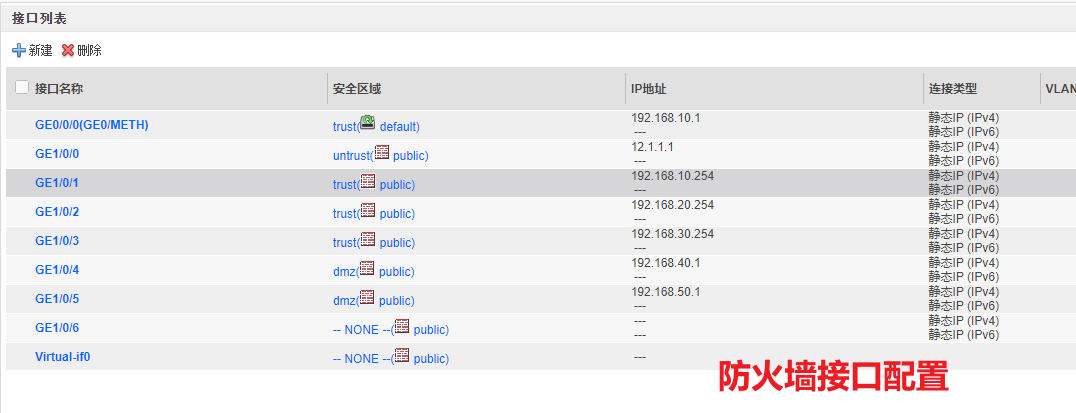 接口列表
新建 删除
接口名称 安全区域 IP地址 连接类型 VLAN
GE0/0/0(GE0/METH) trust( default) 192.168.10.1 静态IP (IPv4)
--- 静态IP (IPv6)
GE1/0/0 untrust( public) 12.1.1.1 静态IP (IPv4)
--- 静态IP (IPv6)
GE1/0/1 trust( public) 192.168.10.254 静态IP (IPv4)
--- 静态IP (IPv6)
GE1/0/2 trust( public) 192.168.20.254 静态IP (IPv4)
--- 静态IP (IPv6)
GE1/0/3 trust( public) 192.168.30.254 静态IP (IPv4)
--- 静态IP (IPv6)
GE1/0/4 dmz( public) 192.168.40.1 静态IP (IPv4)
--- 静态IP (IPv6)
GE1/0/5 dmz( public) 192.168.50.1 静态IP (IPv4)
--- 静态IP (IPv6)
GE1/0/6 -- NONE --( public) --- 静态IP (IPv4)
--- 静态IP (IPv6)
Virtual-if0 -- NONE --( public) ---
防火墙接口配置